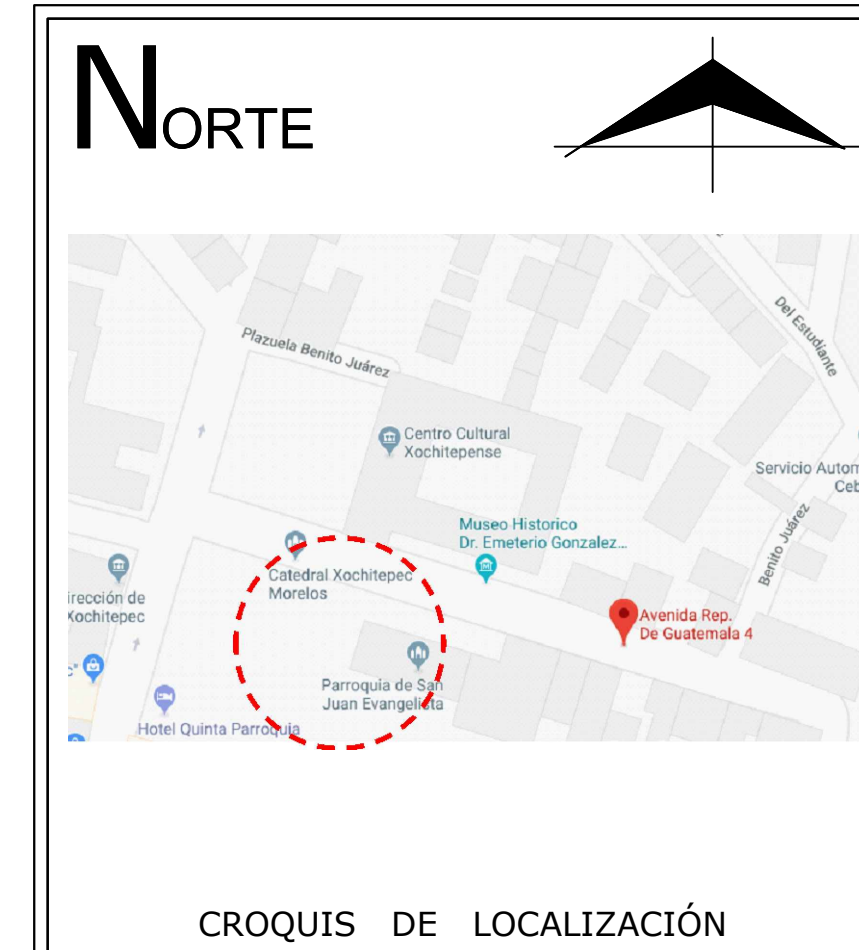 NORTE
Plazuela Benito Juárez
Del Estudiante
Centro Cultural
Xochitepense
Servicio Autom
Ceb
Museo Historico
Dr. Emeterio Gonzalez...
Benito Juárez
Catedral Xochitepec
Morelos
irección de
Xochitepec
Avenida Rep.
De Guatemala 4
Parroquia de San
Juan Evangelista
Hotel Quinta Parroquia
CROQUIS DE LOCALIZACIÓN